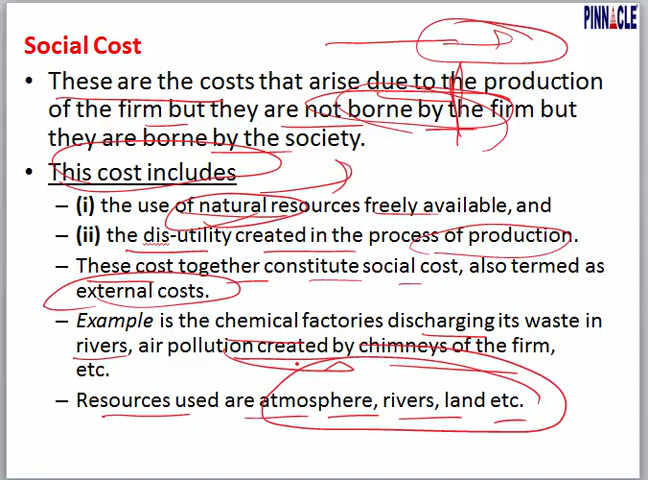 PINNACLE
Social Cost
• These are the costs that arise due to the production
of the firm but they are not borne by the firm but
they are borne by the society.
• This cost includes
– (i) the use of natural resources freely available, and
– (ii) the dis-utility created in the process of production.
– These cost together constitute social cost, also termed as
external costs.
– Example is the chemical factories discharging its waste in
rivers, air pollution created by chimneys of the firm,
etc.
– Resources used are atmosphere, rivers, land etc.